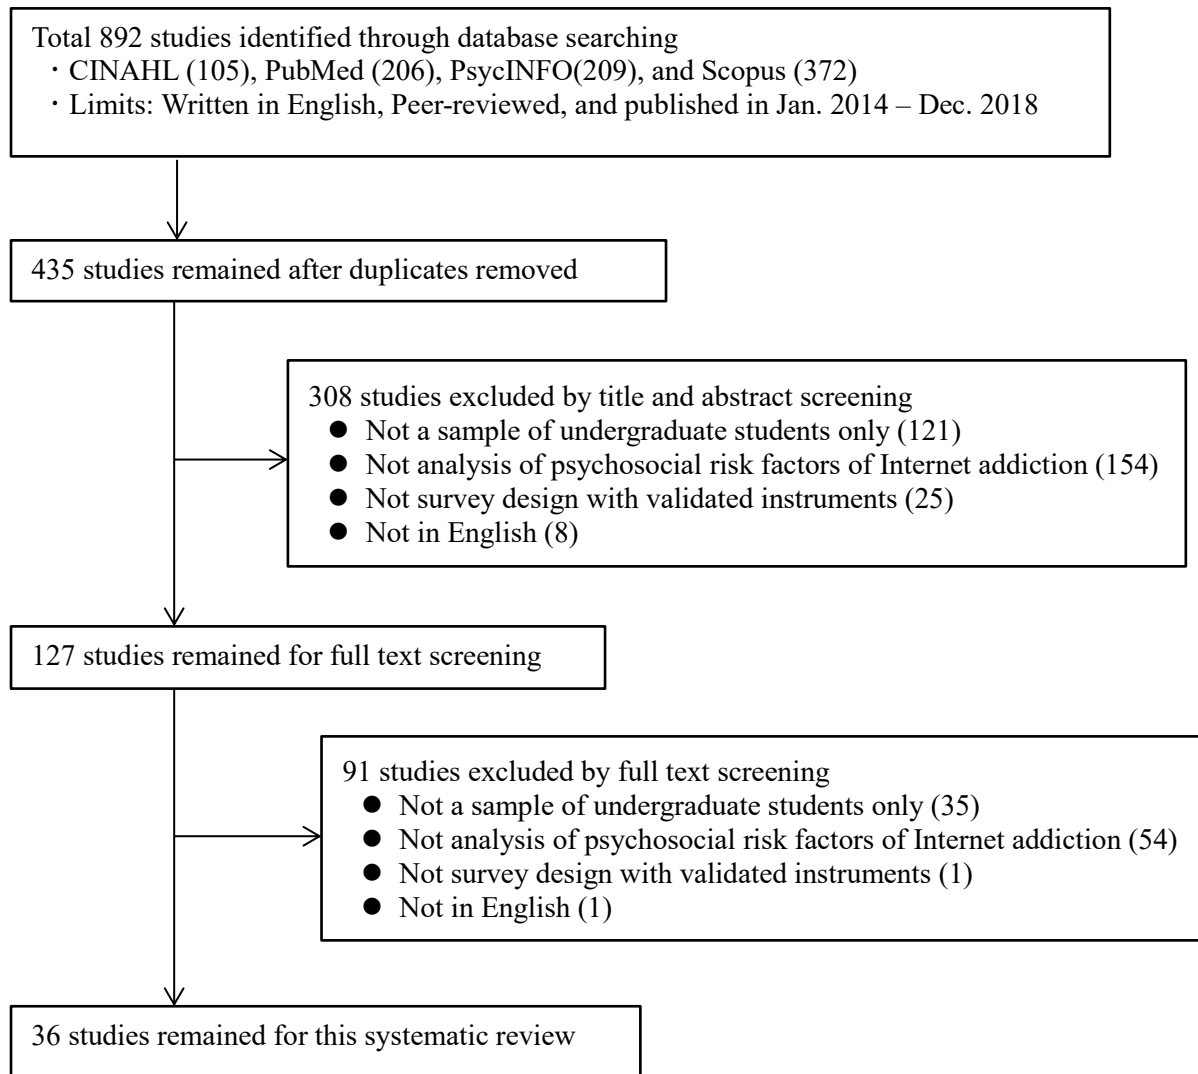 Total 892 studies identified through database searching
・CINAHL (105), PubMed (206), PsycINFO(209), and Scopus (372)
・Limits: Written in English, Peer-reviewed, and published in Jan. 2014 – Dec. 2018
435 studies remained after duplicates removed
308 studies excluded by title and abstract screening
● Not a sample of undergraduate students only (121)
● Not analysis of psychosocial risk factors of Internet addiction (154)
● Not survey design with validated instruments (25)
● Not in English (8)
127 studies remained for full text screening
91 studies excluded by full text screening
● Not a sample of undergraduate students only (35)
● Not analysis of psychosocial risk factors of Internet addiction (54)
● Not survey design with validated instruments (1)
● Not in English (1)
36 studies remained for this systematic review